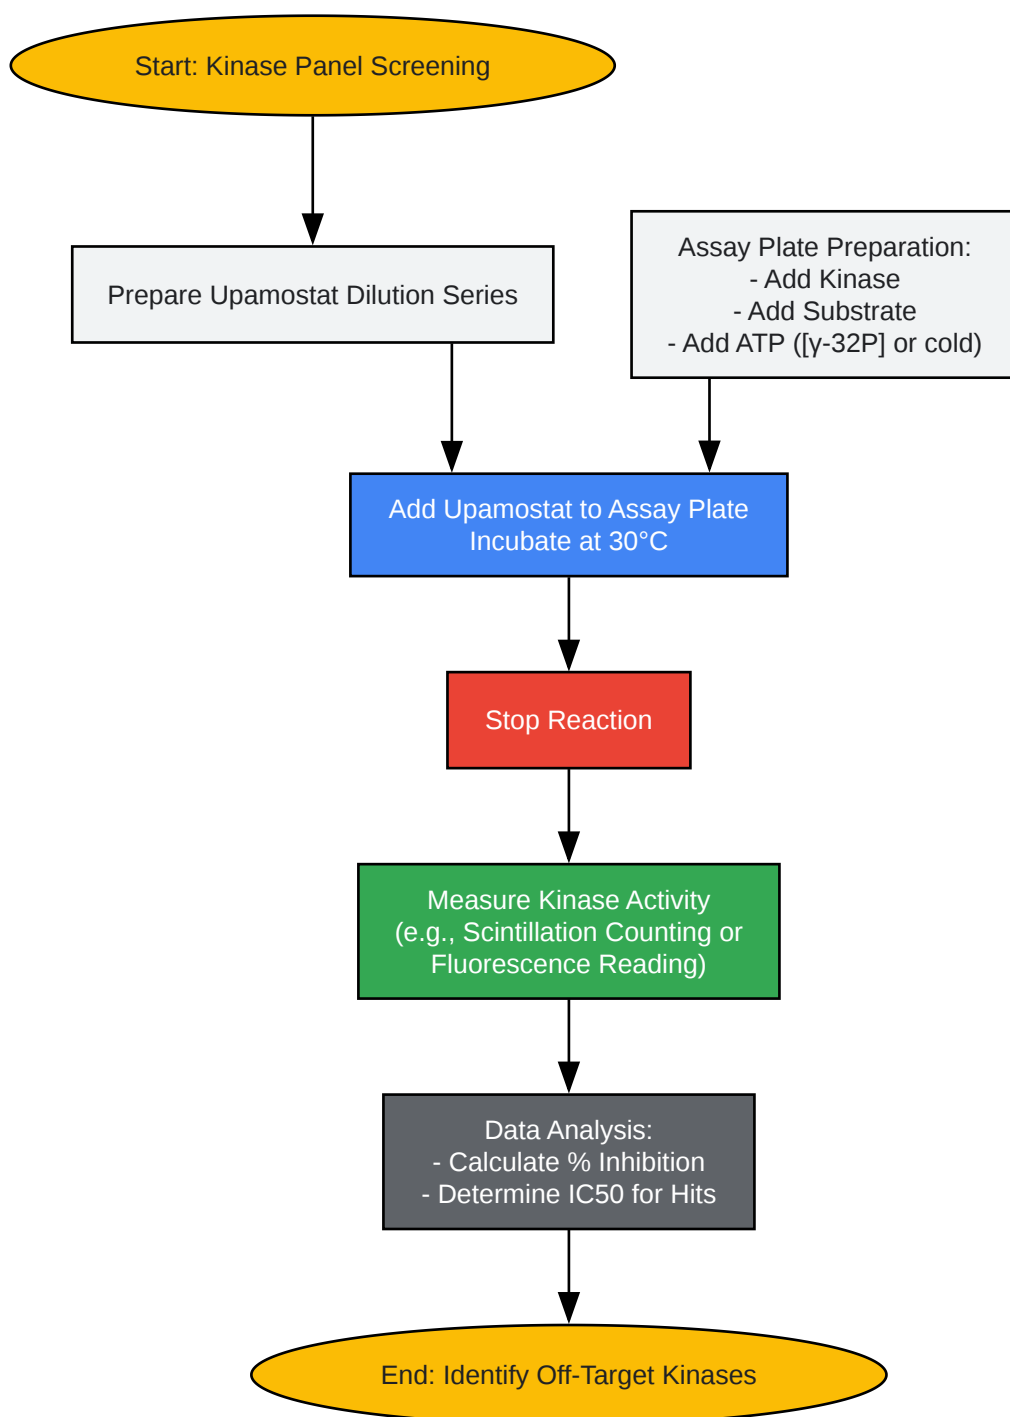 Start: Kinase Panel Screening
Prepare Upamostat Dilution Series
Assay Plate Preparation:
- Add Kinase
- Add Substrate
- Add ATP ([γ-32P] or cold)
Add Upamostat to Assay Plate
Incubate at 30°C
Stop Reaction
Measure Kinase Activity
(e.g., Scintillation Counting or
Fluorescence Reading)
Data Analysis:
- Calculate % Inhibition
- Determine IC50 for Hits
End: Identify Off-Target Kinases